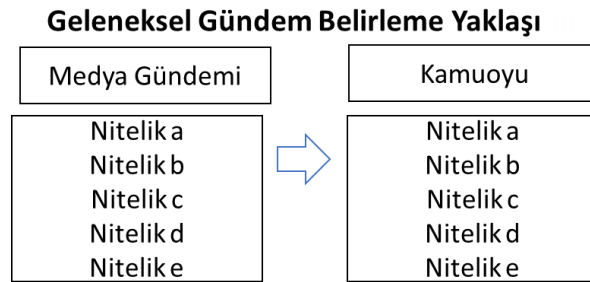 Geleneksel Gündem Belirleme Yaklaşı
Medya Gündemi
Kamuoyu
Nitelik a
Nitelik b
Nitelik c
Nitelik d
Nitelik e
Nitelik a
Nitelik b
Nitelik c
Nitelik d
Nitelik e